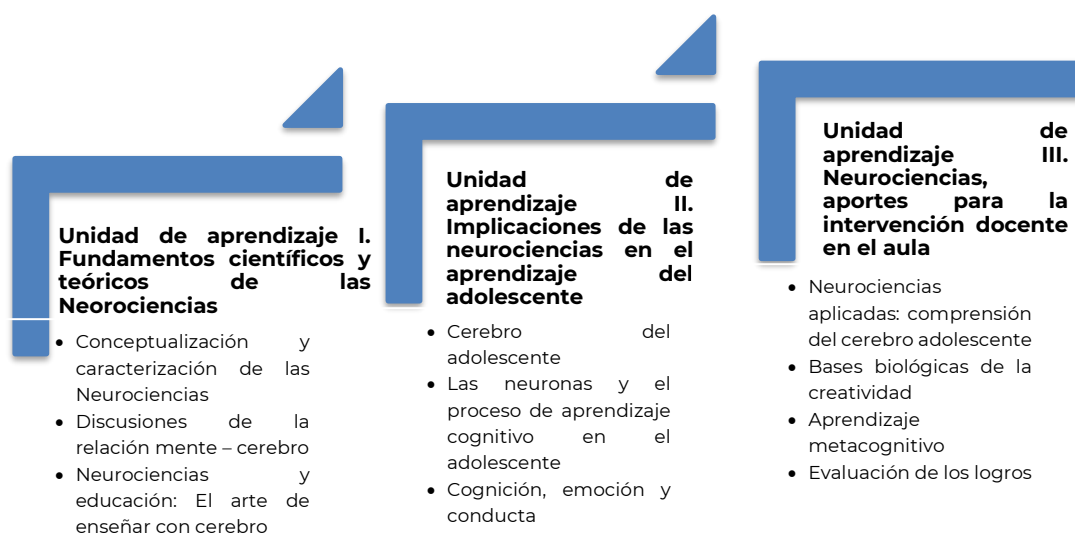 Unidad de aprendizaje I.
Fundamentos científicos y
teóricos de las
Neorociencias
• Conceptualización y
caracterización de las
Neurociencias
• Discusiones de la
relación mente – cerebro
• Neurociencias y
educación: El arte de
enseñar con cerebro
Unidad de
aprendizaje II.
Implicaciones de las
neurociencias en el
aprendizaje del
adolescente
• Cerebro del
adolescente
• Las neuronas y el
proceso de aprendizaje
cognitivo en el
adolescente
• Cognición, emoción y
conducta
Unidad de
aprendizaje III.
Neurociencias,
aportes para la
intervención docente
en el aula
• Neurociencias
aplicadas: comprensión
del cerebro adolescente
• Bases biológicas de la
creatividad
• Aprendizaje
metacognitivo
• Evaluación de los logros